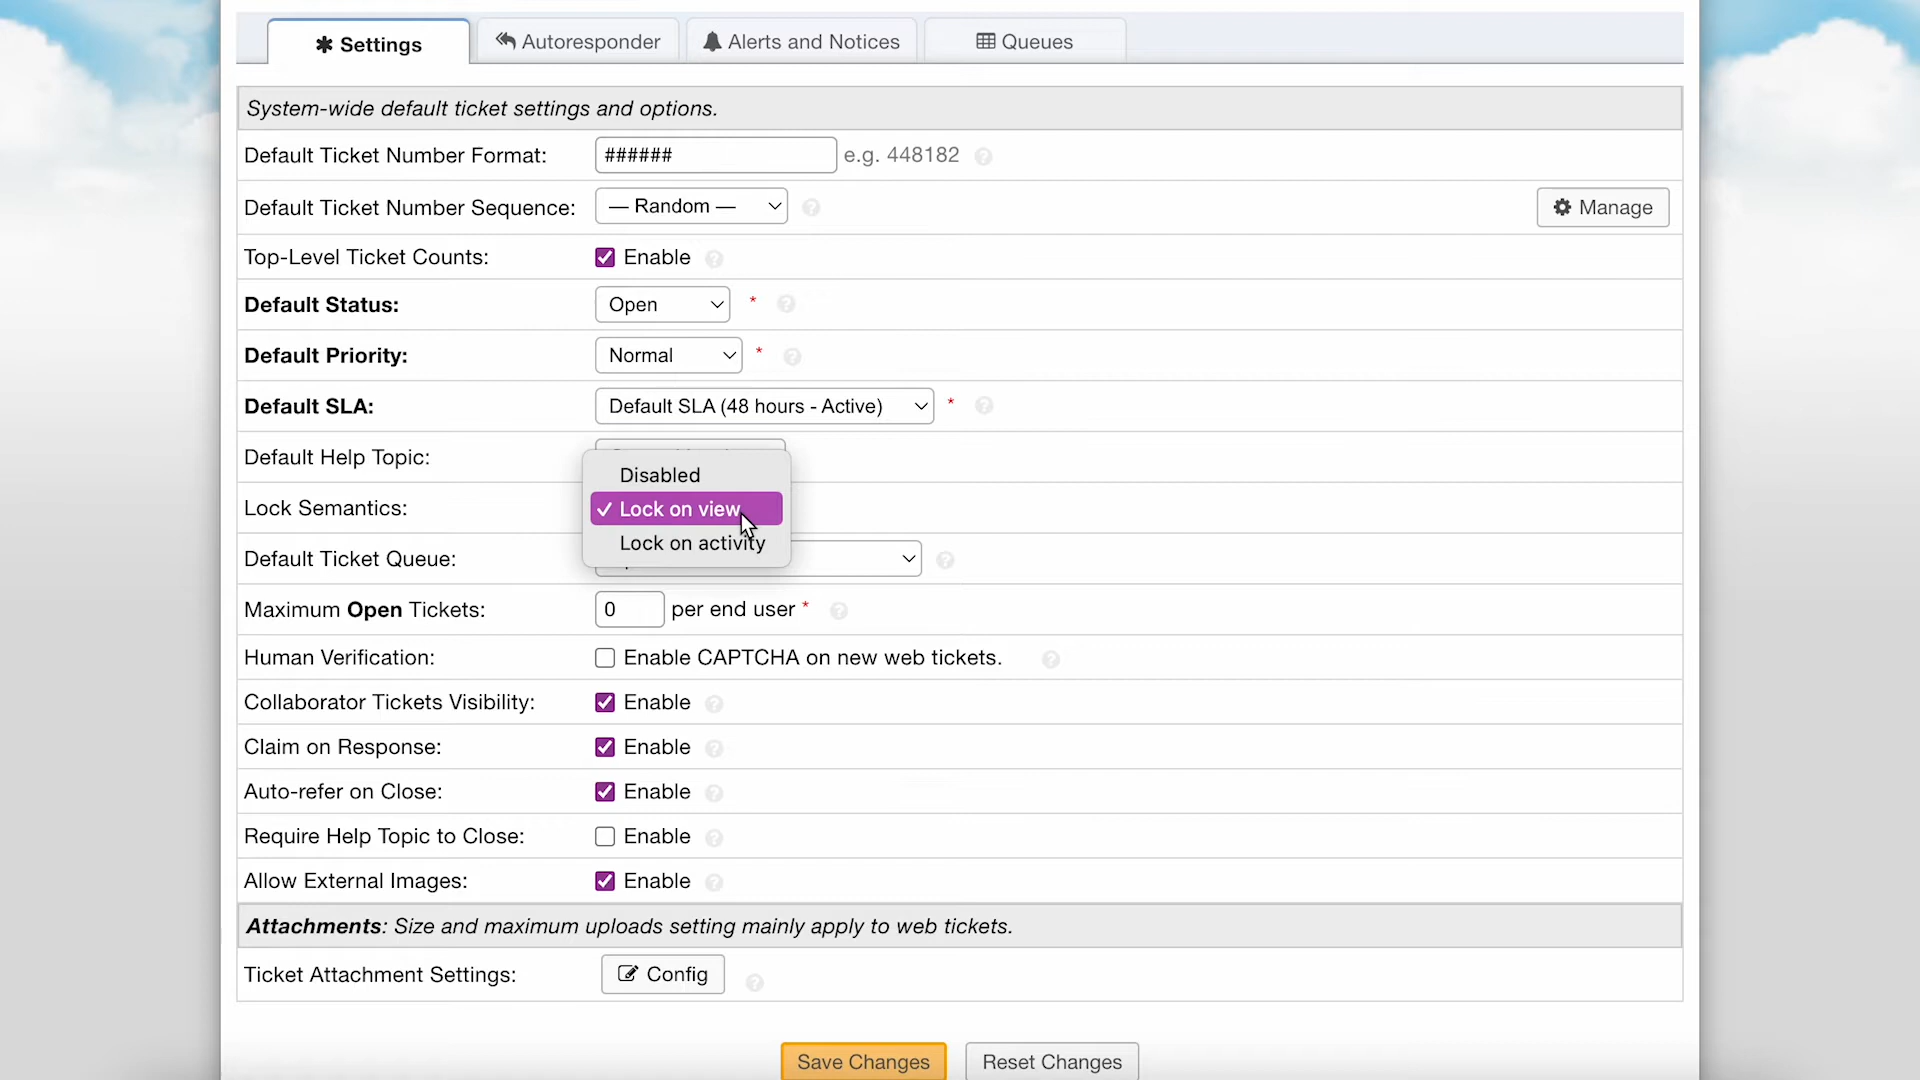 Settings
Autoresponder
Alerts and Notices
Queues
System-wide default ticket settings and options.
Default Ticket Number Format: ###### e.g. 448182
Default Ticket Number Sequence: — Random — Manage
Top-Level Ticket Counts: Enable
Default Status: Open *
Default Priority: Normal *
Default SLA: Default SLA (48 hours - Active) *
Default Help Topic:
Disabled
Lock Semantics: ✓ Lock on view
Lock on activity
Default Ticket Queue:
Maximum Open Tickets: 0 per end user *
Human Verification: Enable CAPTCHA on new web tickets.
Collaborator Tickets Visibility: Enable
Claim on Response: Enable
Auto-refer on Close: Enable
Require Help Topic to Close: Enable
Allow External Images: Enable
Attachments: Size and maximum uploads setting mainly apply to web tickets.
Ticket Attachment Settings: Config
Save Changes Reset Changes